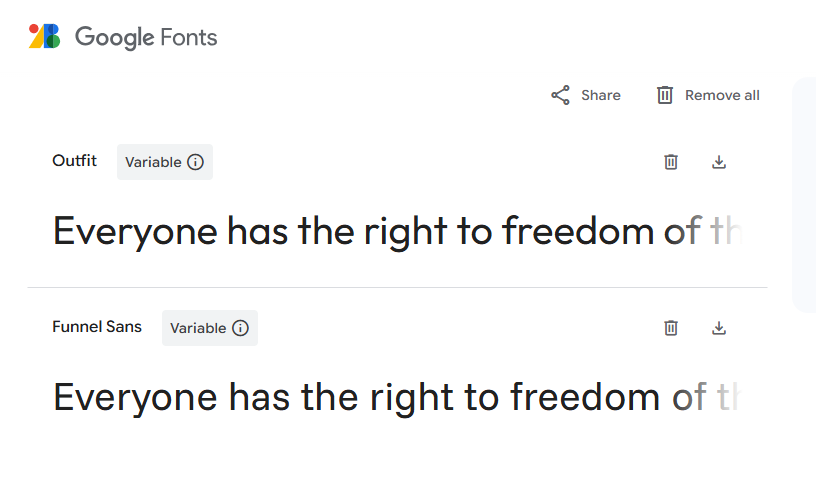 Google Fonts
Share Remove all
Outfit Variable
Everyone has the right to freedom of th
Funnel Sans Variable
Everyone has the right to freedom of th